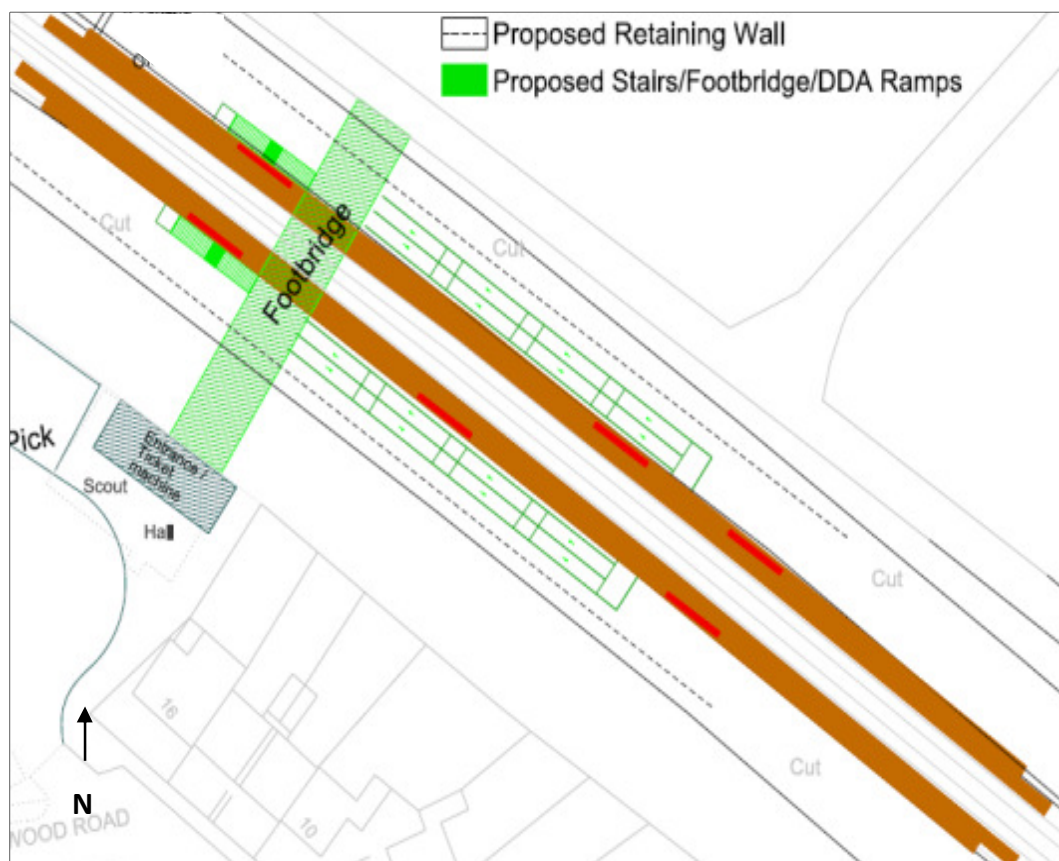 Proposed Retaining Wall
Proposed Stairs/Footbridge/DDA Ramps
Cut
Footbridge
Cut
Pick
Entrance /
Ticket
machine
Scout
Hall
Cut
16
Cut
N
10
WOOD ROAD